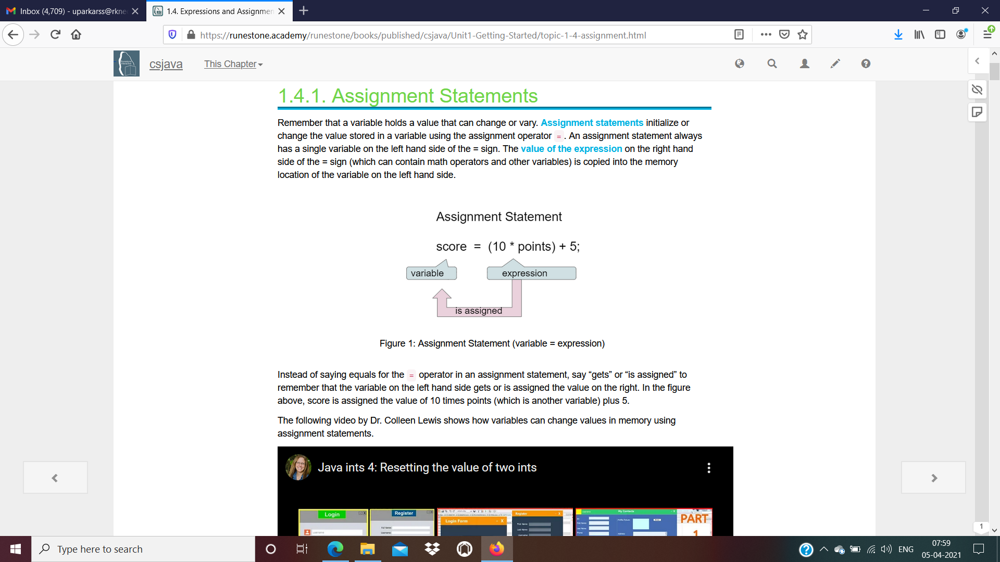 Inbox (4,709) - uparkarss@rkne
1.4. Expressions and Assignmen
https://runestone.academy/runestone/books/published/csjava/Unit1-Getting-Started/topic-1-4-assignment.html
csjava
This Chapter
1.4.1. Assignment Statements
Remember that a variable holds a value that can change or vary. Assignment statements initialize or
change the value stored in a variable using the assignment operator = . An assignment statement always
has a single variable on the left hand side of the = sign. The value of the expression on the right hand
side of the = sign (which can contain math operators and other variables) is copied into the memory
location of the variable on the left hand side.
Assignment Statement
score = (10 * points) + 5;
variable
expression
is assigned
Figure 1: Assignment Statement (variable = expression)
Instead of saying equals for the = operator in an assignment statement, say “gets” or “is assigned” to
remember that the variable on the left hand side gets or is assigned the value on the right. In the figure
above, score is assigned the value of 10 times points (which is another variable) plus 5.
The following video by Dr. Colleen Lewis shows how variables can change values in memory using
assignment statements.
Java ints 4: Resetting the value of two ints
Login
Register
Login Form
Register
My Contacts
PART
1
1
Type here to search
ENG
07:59
05-04-2021